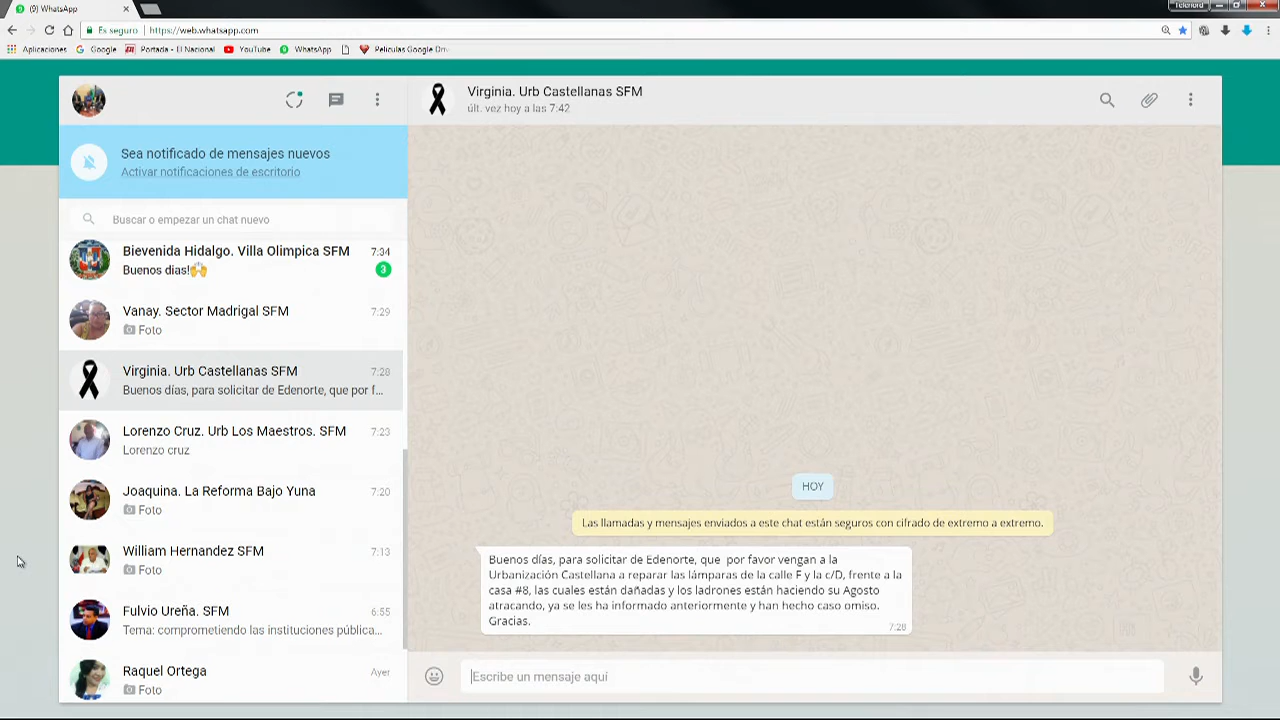 (9) WhatsApp
Telenord
Es seguro
https://web.whatsapp.com
Aplicaciones
Google
Portada - El Nacional
YouTube
WhatsApp
Peliculas Google Driv
Virginia. Urb Castellanas SFM
últ. vez hoy a las 7:42
Sea notificado de mensajes nuevos
Activar notificaciones de escritorio
Buscar o empezar un chat nuevo
Bievenida Hidalgo. Villa Olimpica SFM 7:34
Buenos dias! 3
Vanay. Sector Madrigal SFM 7:29
Foto
Virginia. Urb Castellanas SFM 7:28
Buenos días, para solicitar de Edenorte, que por f...
Lorenzo Cruz. Urb Los Maestros. SFM 7:23
Lorenzo cruz
Joaquina. La Reforma Bajo Yuna 7:20
Foto
William Hernandez SFM 7:13
Foto
Fulvio Ureña. SFM 6:55
Tema: comprometiendo las instituciones pública...
Raquel Ortega Ayer
Foto
HOY
Las llamadas y mensajes enviados a este chat están seguros con cifrado de extremo a extremo.
Buenos días, para solicitar de Edenorte, que por favor vengan a la
Urbanización Castellana a reparar las lámparas de la calle F y la c/D, frente a la
casa #8, las cuales están dañadas y los ladrones están haciendo su Agosto
atracando, ya se les ha informado anteriormente y han hecho caso omiso.
Gracias.
7:28
Escribe un mensaje aquí